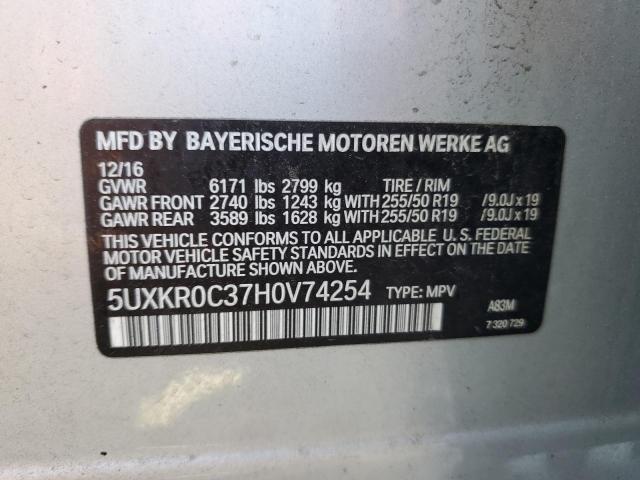 MFD BY BAYERISCHE MOTOREN WERKE AG
12/16
GVWR 6171 lbs 2799 kg TIRE / RIM
GAWR FRONT 2740 lbs 1243 kg WITH 255/50 R19 /9.0J x 19
GAWR REAR 3589 lbs 1628 kg WITH 255/50 R19 /9.0J x 19
THIS VEHICLE CONFORMS TO ALL APPLICABLE U. S. FEDERAL
MOTOR VEHICLE SAFETY STANDARDS IN EFFECT ON THE DATE
OF MANUFACTURE SHOWN ABOVE.
5UXKR0C37H0V74254 TYPE: MPV A83M
7 320 729